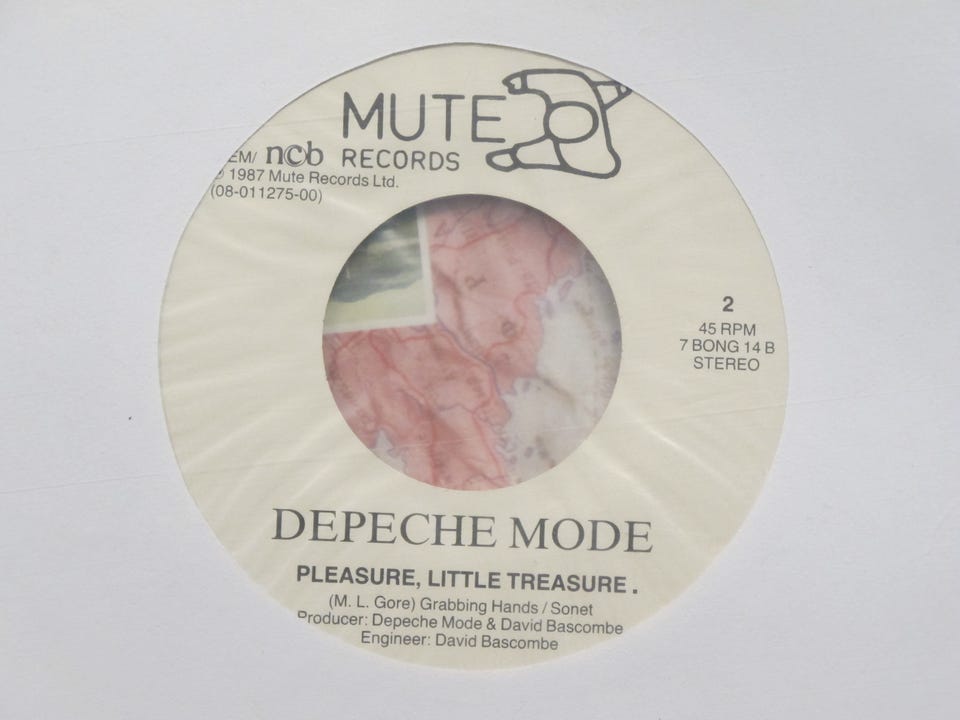 MUTE
RECORDS
ncb
1987 Mute Records Ltd.
(08-011275-00)
2
45 RPM
7 BONG 14 B
STEREO
DEPECHE MODE
PLEASURE, LITTLE TREASURE.
(M. L. Gore) Grabbing Hands / Sonet
Producer: Depeche Mode & David Bascombe
Engineer: David Bascombe